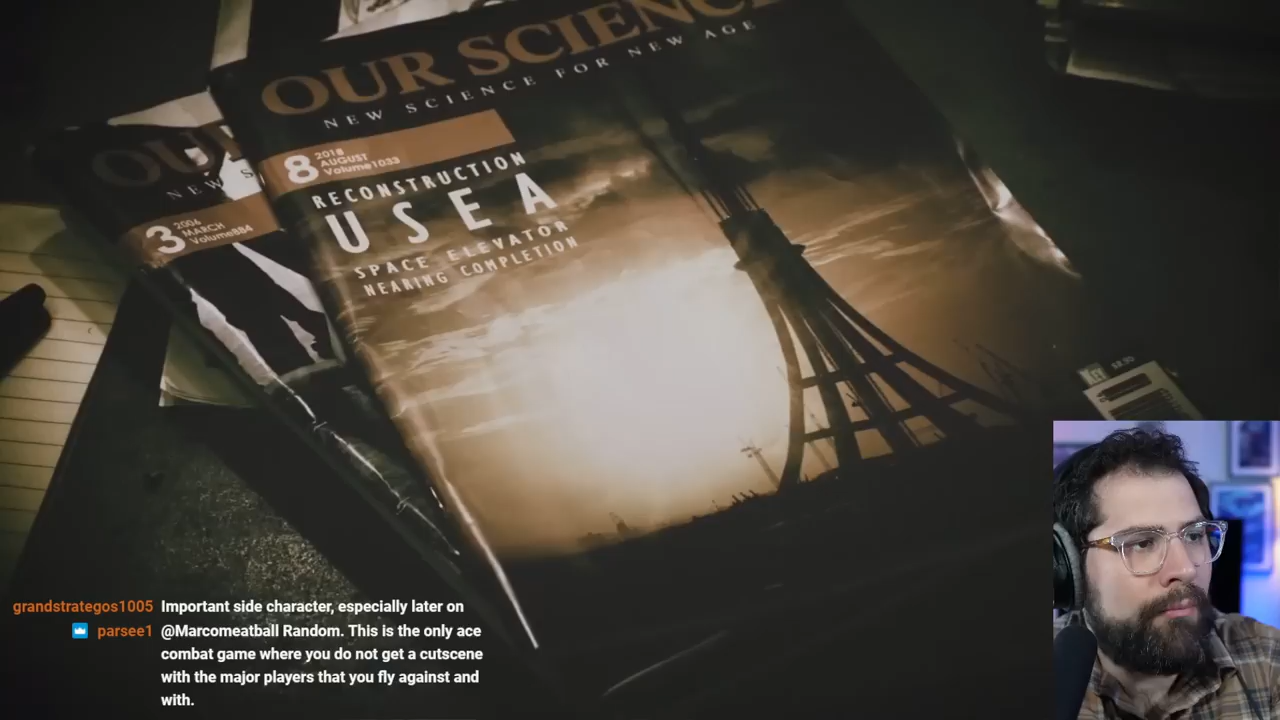 OUR SCIENCE
NEW SCIENCE FOR NEW AGE
8
2018
AUGUST
Volume1033
RECONSTRUCTION
USEA
SPACE ELEVATOR
NEARING COMPLETION
OU
NEW S
3
2006
MARCH
Volume884
grandstrategos1005 Important side character, especially later on
parsee1 @Marcomeatball Random. This is the only ace
combat game where you do not get a cutscene
with the major players that you fly against and
with.